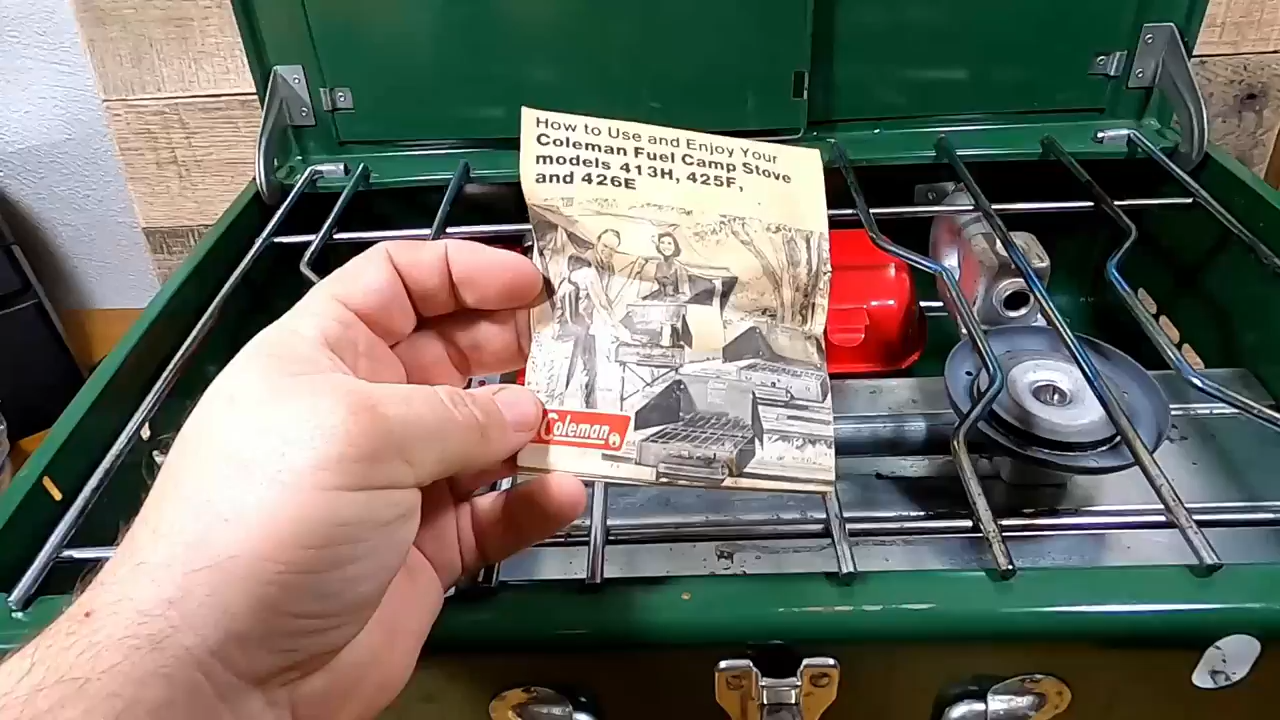 How to Use and Enjoy Your
Coleman Fuel Camp Stove
models 413H, 425F,
and 426E
Coleman